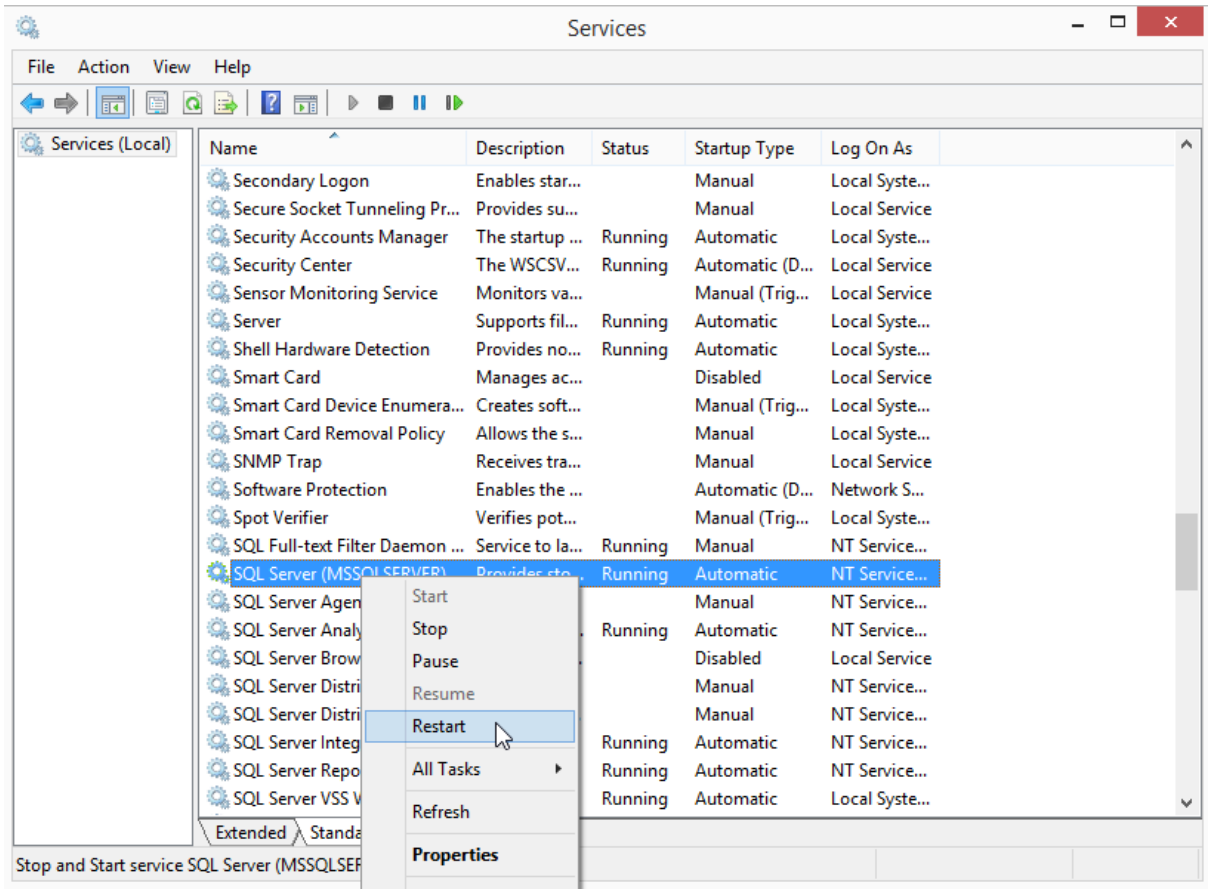 Services
File Action View Help
Services (Local)
Name Description Status Startup Type Log On As
Secondary Logon Enables star... Manual Local Syste...
Secure Socket Tunneling Pr... Provides su... Manual Local Service
Security Accounts Manager The startup ... Running Automatic Local Syste...
Security Center The WSCSV... Running Automatic (D... Local Service
Sensor Monitoring Service Monitors va... Manual (Trig... Local Service
Server Supports fil... Running Automatic Local Syste...
Shell Hardware Detection Provides no... Running Automatic Local Syste...
Smart Card Manages ac... Disabled Local Service
Smart Card Device Enumera... Creates soft... Manual (Trig... Local Syste...
Smart Card Removal Policy Allows the s... Manual Local Syste...
SNMP Trap Receives tra... Manual Local Service
Software Protection Enables the ... Automatic (D... Network S...
Spot Verifier Verifies pot... Manual (Trig... Local Syste...
SQL Full-text Filter Daemon ... Service to la... Running Manual NT Service...
SQL Server (MSSQLSERVER) Provides sto... Running Automatic NT Service...
SQL Server Agen Manual NT Service...
SQL Server Analy Running Automatic NT Service...
SQL Server Brow Disabled Local Service
SQL Server Distri Manual NT Service...
SQL Server Distri Manual NT Service...
SQL Server Integ Running Automatic NT Service...
SQL Server Repo Running Automatic NT Service...
SQL Server VSS W Running Automatic Local Syste...
Start
Stop
Pause
Resume
Restart
All Tasks
Refresh
Properties
Extended Standa
Stop and Start service SQL Server (MSSQLSER